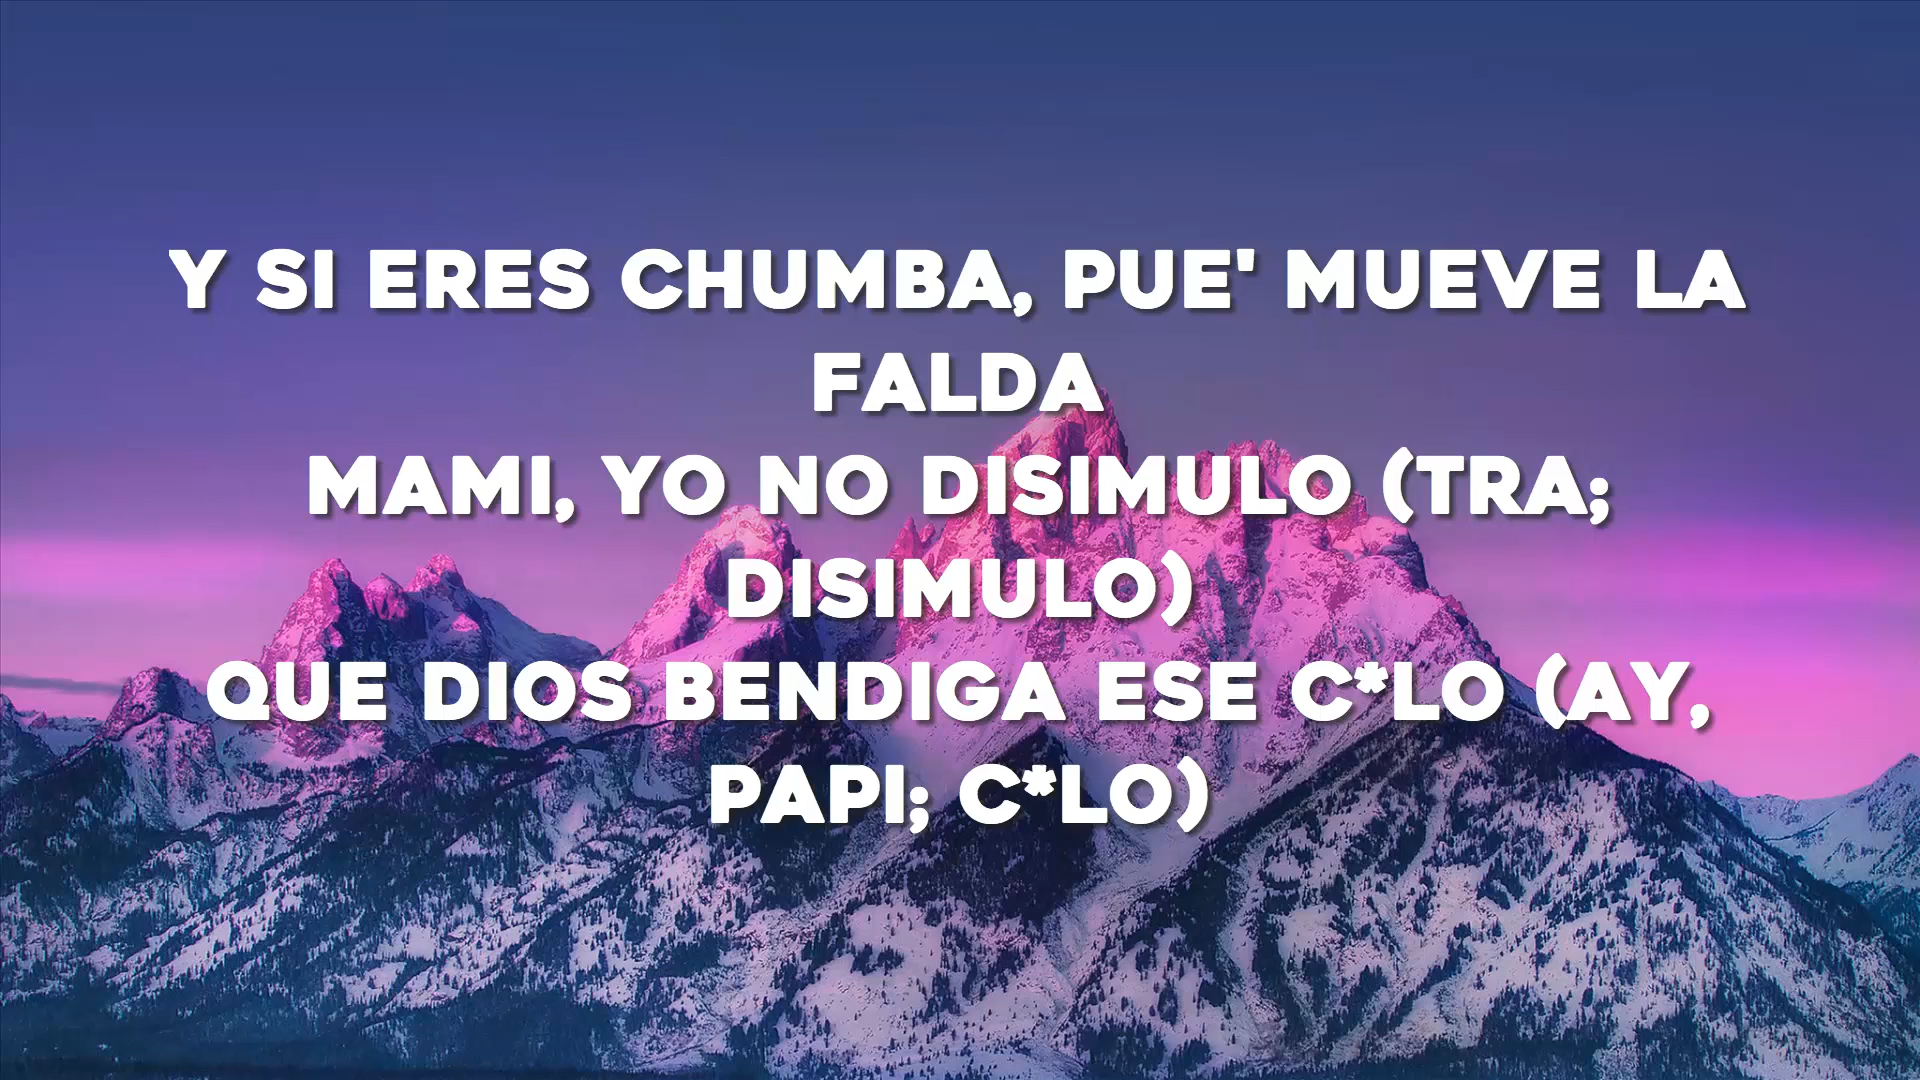 Y SI ERES CHUMBA, PUE' MUEVE LA
FALDA
MAMI, YO NO DISIMULO (TRA;
DISIMULO)
QUE DIOS BENDIGA ESE C*LO (AY,
PAPI; C*LO)